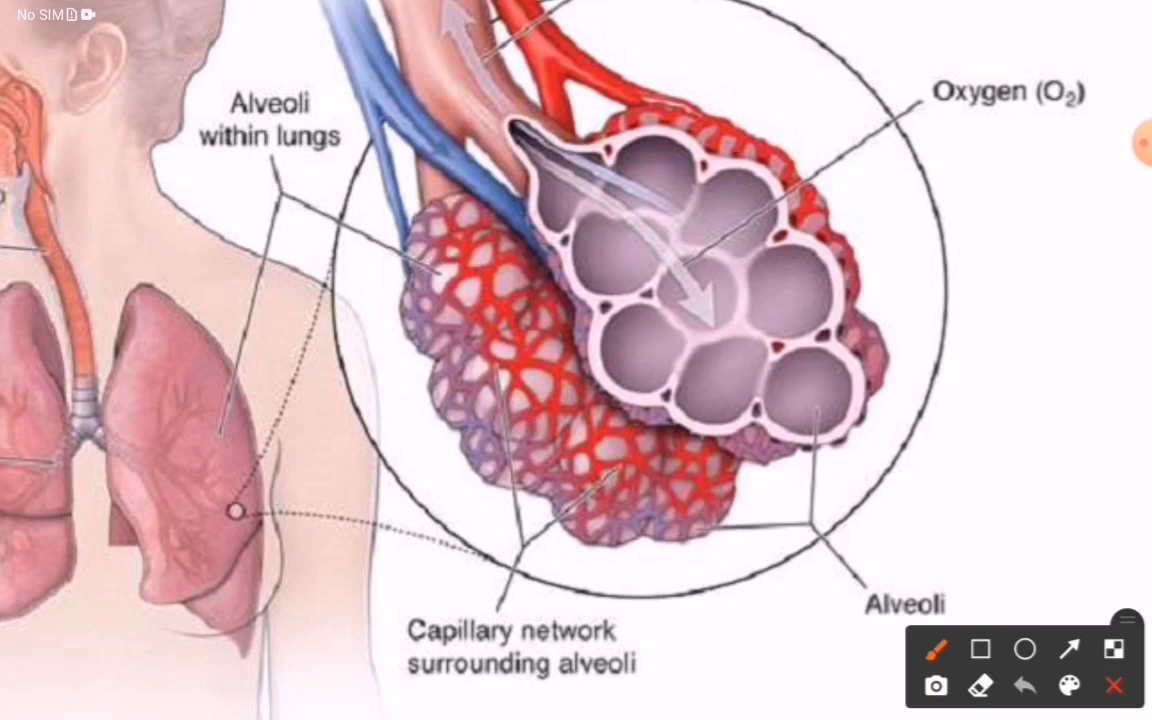 No SIM
Alveoli
within lungs
Oxygen (O₂)
Capillary network
surrounding alveoli
Alveoli